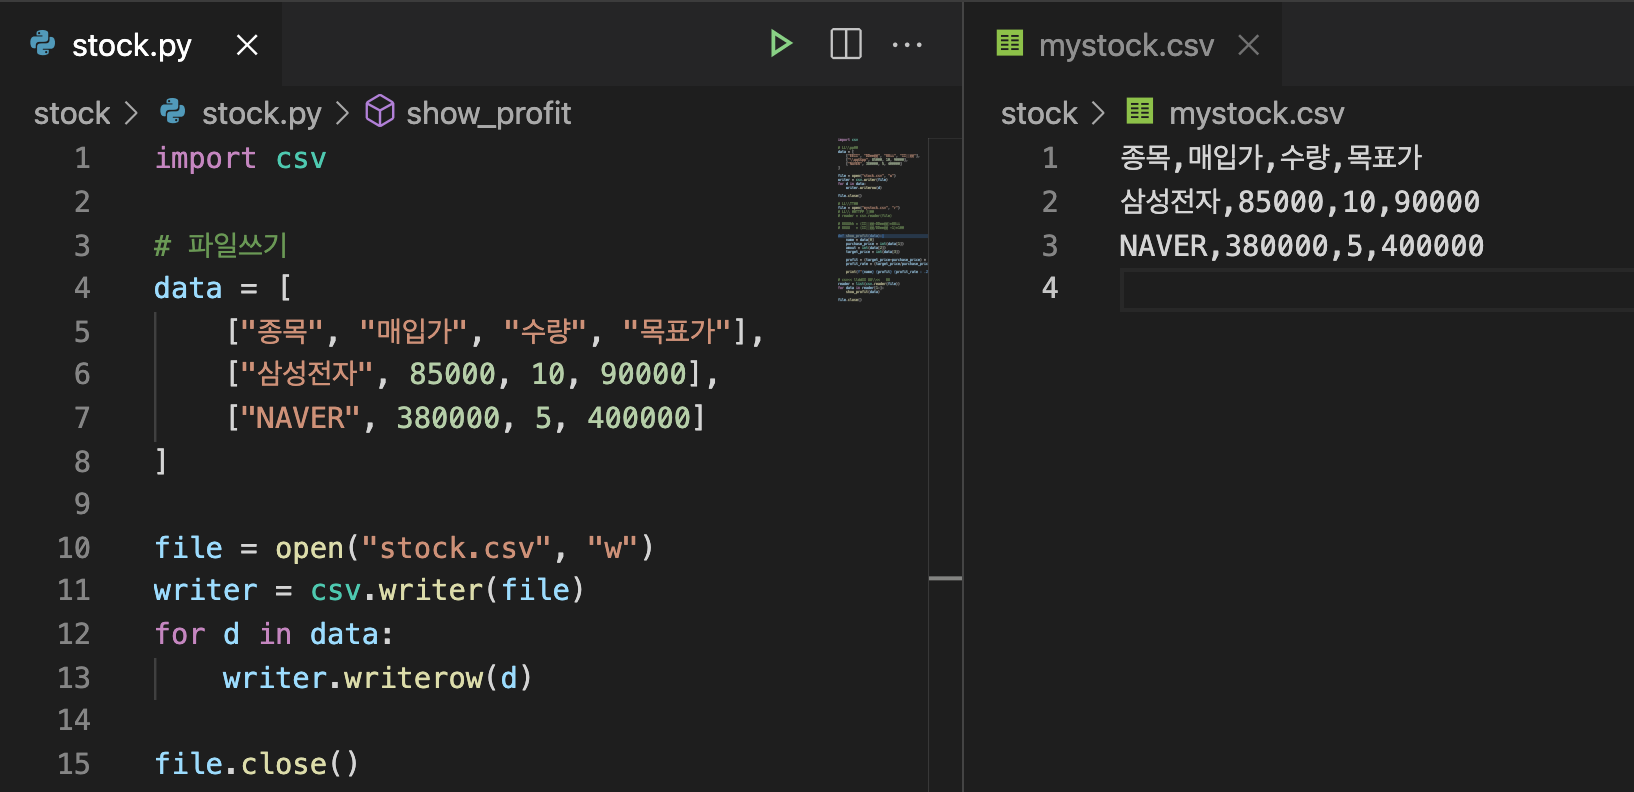 stock.py
stock > stock.py > show_profit
1 import csv
2
3 # 파일쓰기
4 data = [
5     ["종목", "매입가", "수량", "목표가"],
6     ["삼성전자", 85000, 10, 90000],
7     ["NAVER", 380000, 5, 400000]
8 ]
9
10 file = open("stock.csv", "w")
11 writer = csv.writer(file)
12 for d in data:
13     writer.writerow(d)
14
15 file.close()
mystock.csv
stock > mystock.csv
1 종목,매입가,수량,목표가
2 삼성전자,85000,10,90000
3 NAVER,380000,5,400000
4